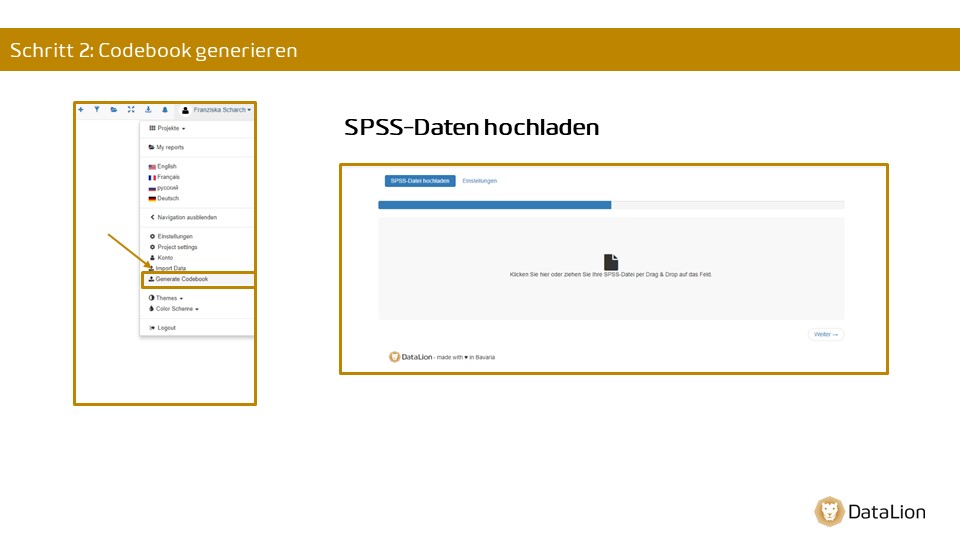 Schritt 2: Codebook generieren
Franziska Scharch
Projekte
My reports
English
Français
русский
Deutsch
Navigation ausblenden
Einstellungen
Project settings
Konto
Import Data
Generate Codebook
Themes
Color Scheme
Logout
SPSS-Daten hochladen
SPSS-Datei hochladen Einstellungen
Klicken Sie hier oder ziehen Sie Ihre SPSS-Datei per Drag & Drop auf das Feld.
Weiter →
DataLion - made with ♥ in Bavaria
DataLion